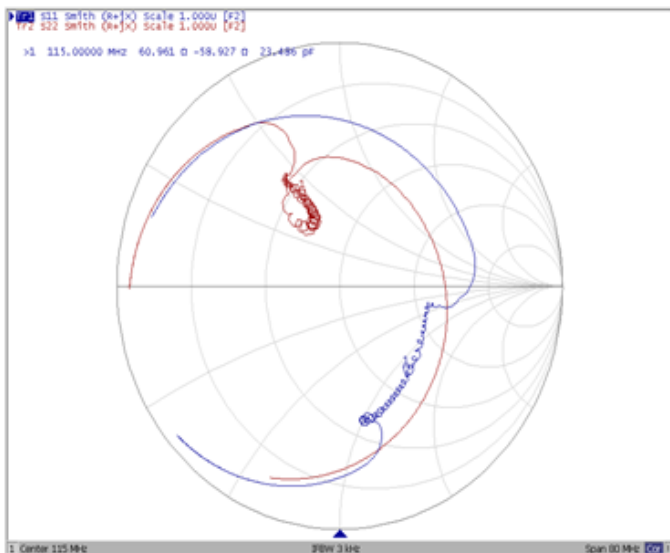 Tr1 S11 Smith (R+jX) Scale 1.000U [F2]
Tr2 S22 Smith (R+jX) Scale 1.000U [F2]
>1 115.00000 MHz 60.961 Ω -58.927 Ω 23.486 pF
1 Center 115 MHz IFBW 3 kHz Span 80 MHz Cor